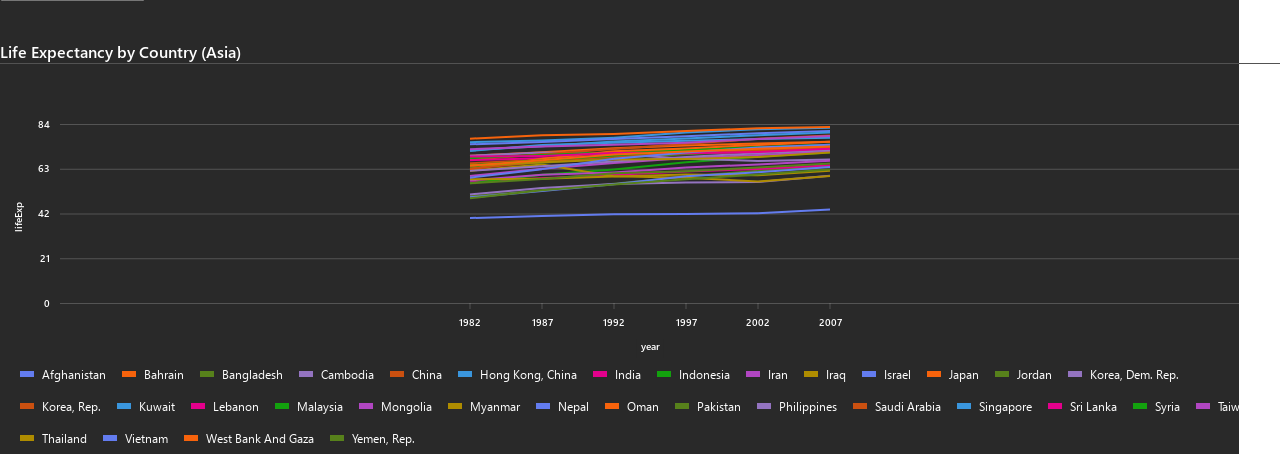 Life Expectancy by Country (Asia)
84
63
42
21
0
lifeExp
1982 1987 1992 1997 2002 2007
year
Afghanistan Bahrain Bangladesh Cambodia China Hong Kong, China India Indonesia Iran Iraq Israel Japan Jordan Korea, Dem. Rep.
Korea, Rep. Kuwait Lebanon Malaysia Mongolia Myanmar Nepal Oman Pakistan Philippines Saudi Arabia Singapore Sri Lanka Syria Taiw
Thailand Vietnam West Bank And Gaza Yemen, Rep.